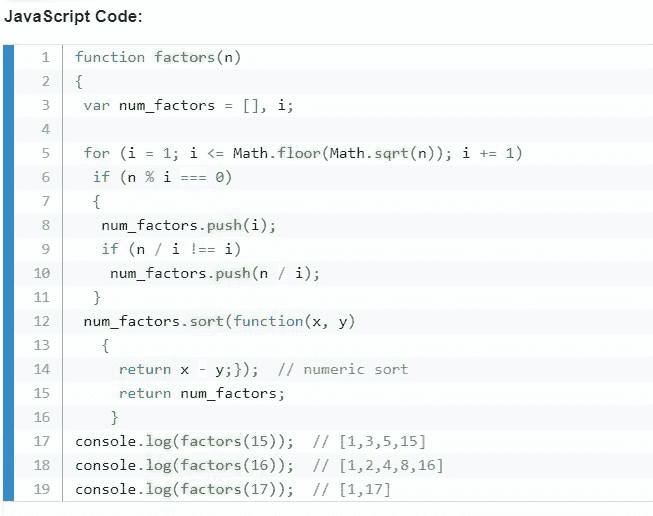 JavaScript Code:
1 function factors(n)
2 {
3  var num_factors = [], i;
4
5  for (i = 1; i <= Math.floor(Math.sqrt(n)); i += 1)
6   if (n % i === 0)
7   {
8    num_factors.push(i);
9    if (n / i !== i)
10     num_factors.push(n / i);
11   }
12  num_factors.sort(function(x, y)
13    {
14      return x - y;});  // numeric sort
15      return num_factors;
16     }
17 console.log(factors(15));  // [1,3,5,15]
18 console.log(factors(16));  // [1,2,4,8,16]
19 console.log(factors(17));  // [1,17]